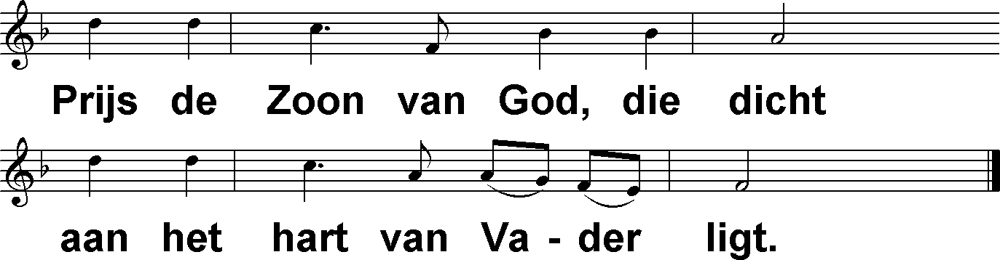 Prijs de Zoon van God, die dicht
aan het hart van Va - der ligt.